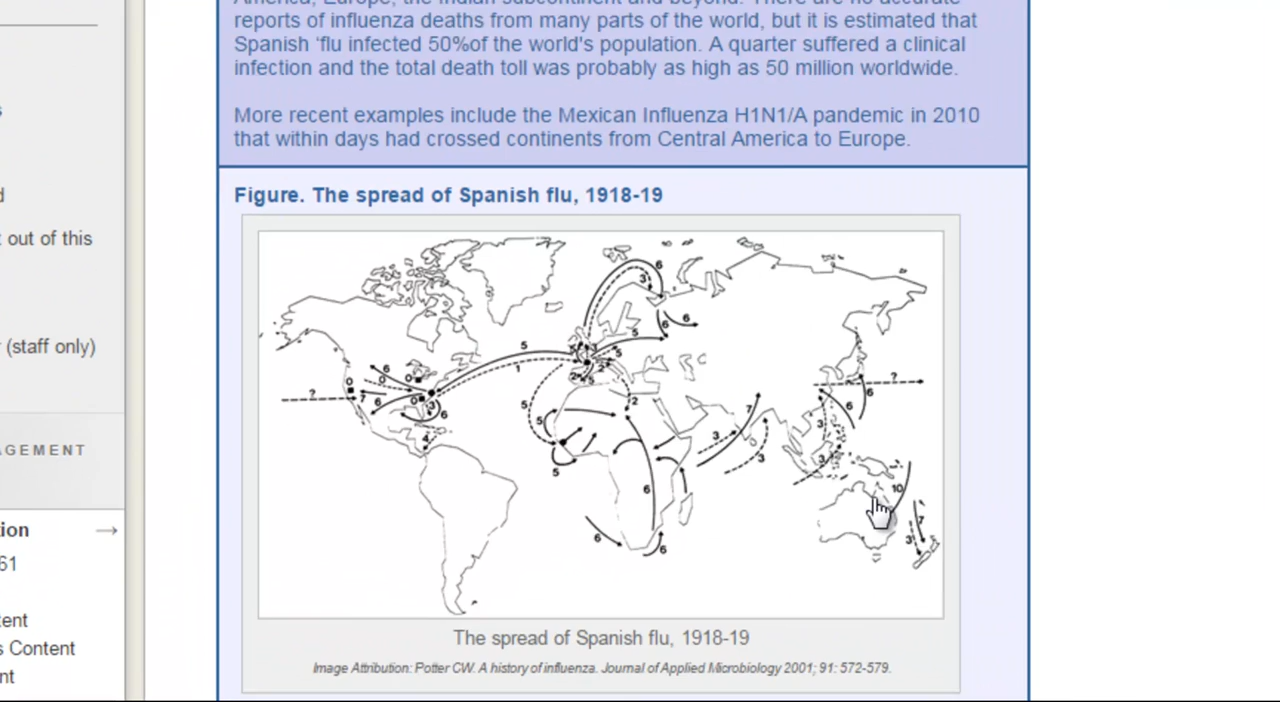 America, Europe, the Indian subcontinent and beyond. There are no accurate
reports of influenza deaths from many parts of the world, but it is estimated that
Spanish 'flu infected 50%of the world's population. A quarter suffered a clinical
infection and the total death toll was probably as high as 50 million worldwide.
More recent examples include the Mexican Influenza H1N1/A pandemic in 2010
that within days had crossed continents from Central America to Europe.
Figure. The spread of Spanish flu, 1918-19
The spread of Spanish flu, 1918-19
Image Attribution: Potter CW. A history of influenza. Journal of Applied Microbiology 2001; 91: 572-579.
out of this
(staff only)
AGEMENT
ion →
61
tent
s Content
nt